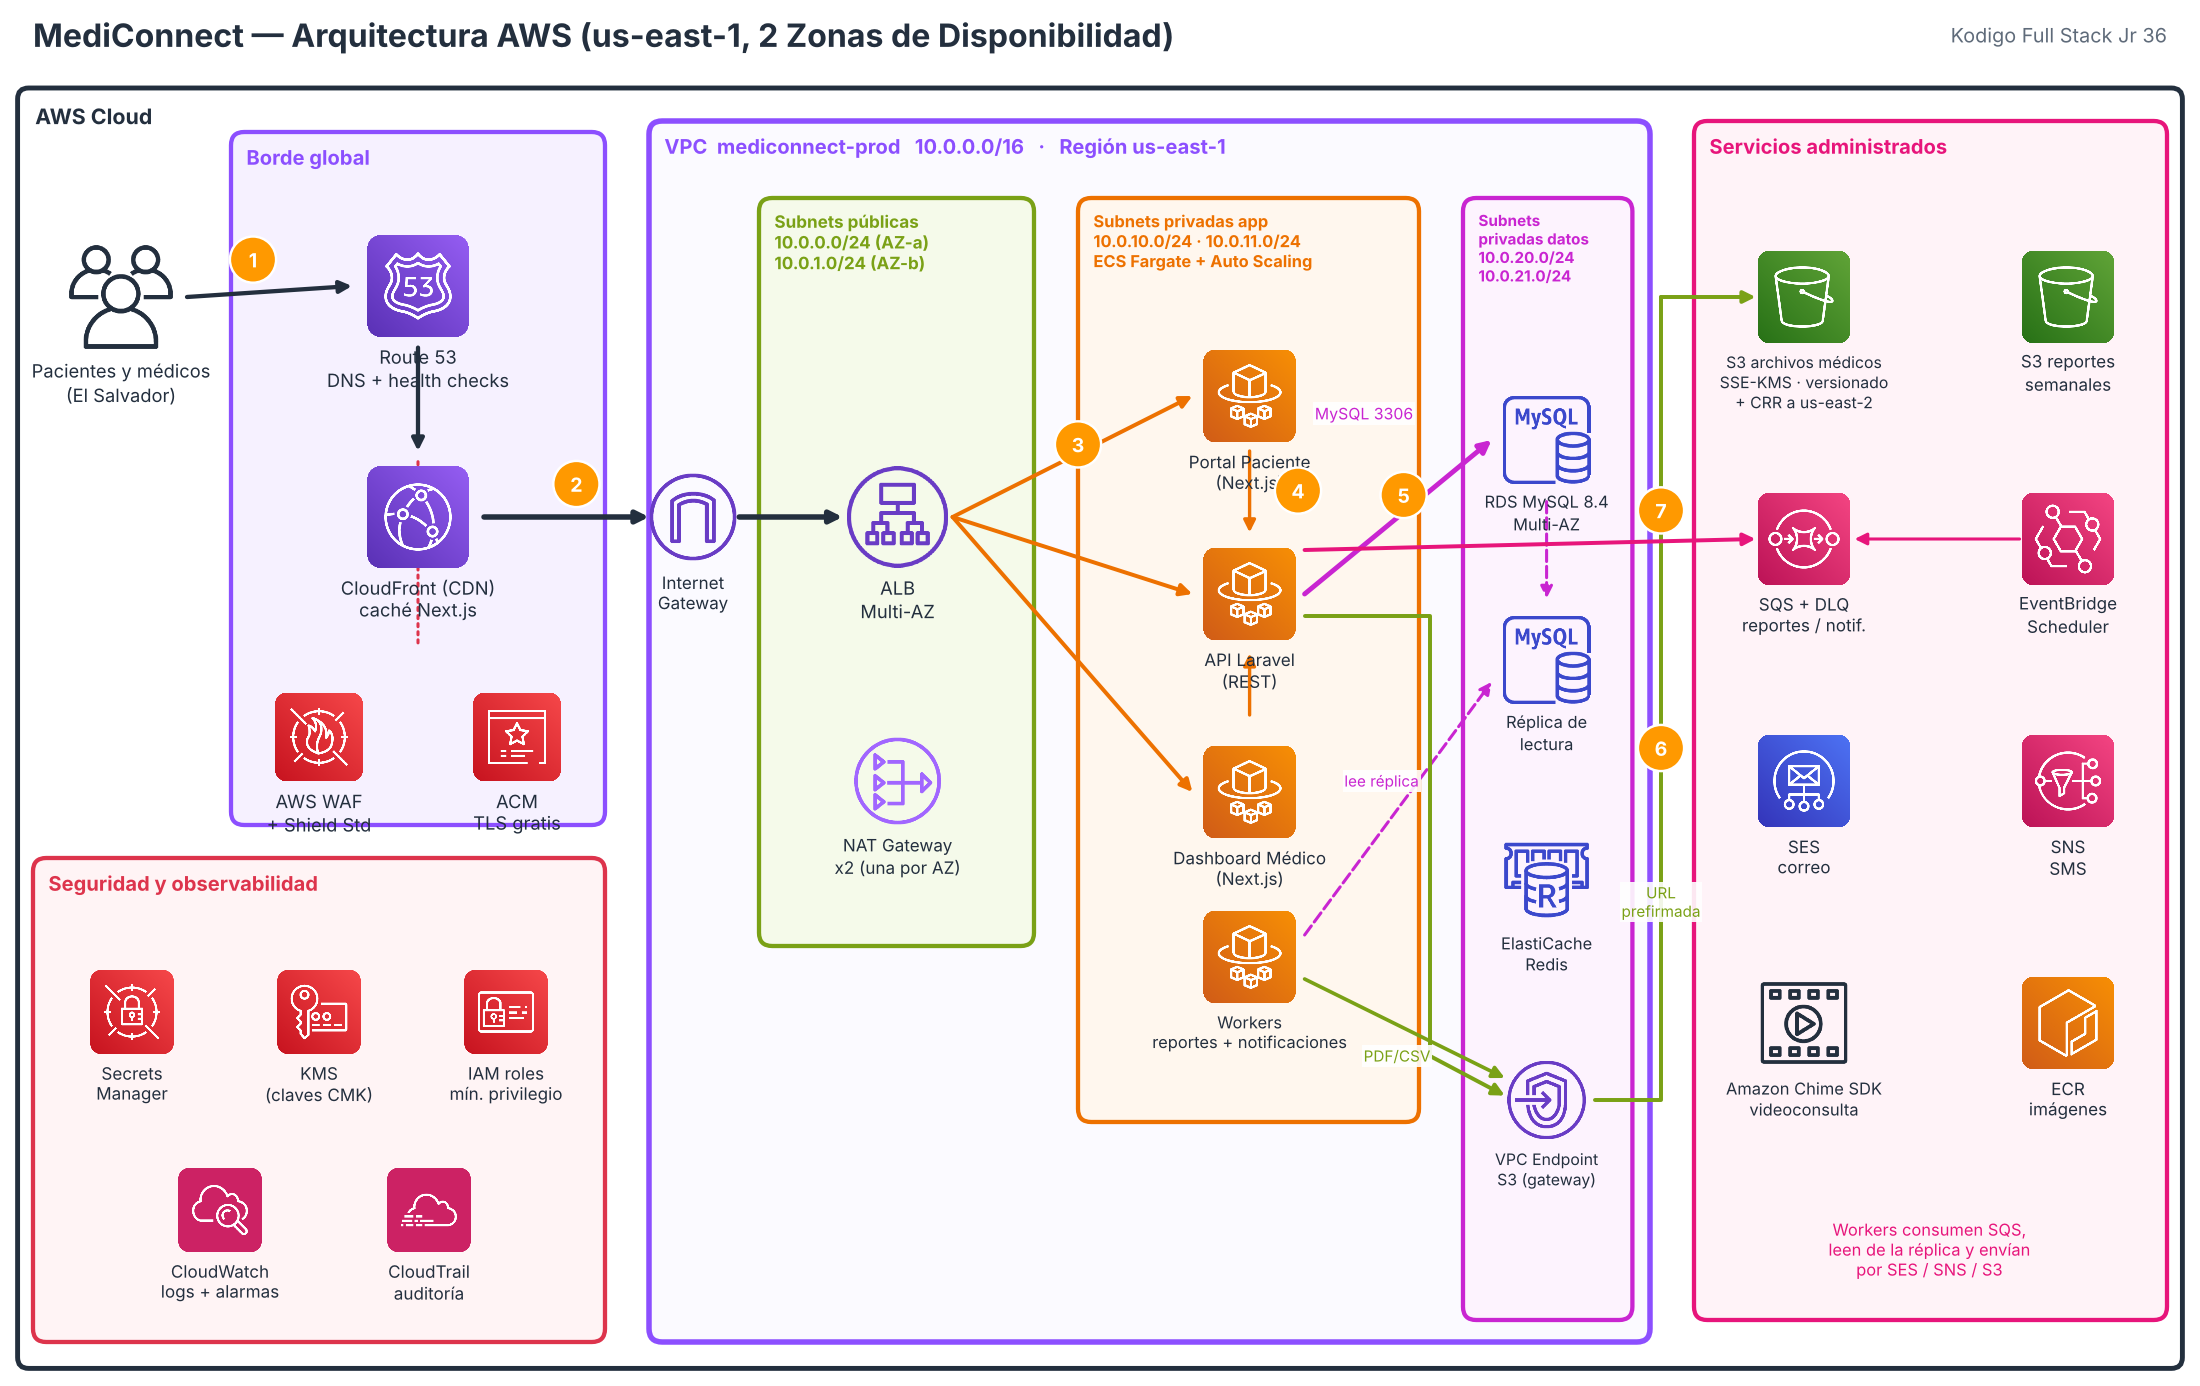 MediConnect — Arquitectura AWS (us-east-1, 2 Zonas de Disponibilidad)
Kodigo Full Stack Jr 36
AWS Cloud
Pacientes y médicos
(El Salvador)
Borde global
1
53
Route 53
DNS + health checks
2
CloudFront (CDN)
caché Next.js
AWS WAF
+ Shield Std
ACM
TLS gratis
Seguridad y observabilidad
Secrets
Manager
KMS
(claves CMK)
IAM roles
mín. privilegio
CloudWatch
logs + alarmas
CloudTrail
auditoría
VPC mediconnect-prod 10.0.0.0/16 · Región us-east-1
Internet
Gateway
Subnets públicas
10.0.0.0/24 (AZ-a)
10.0.1.0/24 (AZ-b)
ALB
Multi-AZ
NAT Gateway
x2 (una por AZ)
Subnets privadas app
10.0.10.0/24 · 10.0.11.0/24
ECS Fargate + Auto Scaling
3
Portal Paciente
(Next.js)
4
MySQL 3306
5
API Laravel
(REST)
Dashboard Médico
(Next.js)
lee réplica
Workers
reportes + notificaciones
PDF/CSV
Subnets
privadas datos
10.0.20.0/24
10.0.21.0/24
MySQL
RDS MySQL 8.4
Multi-AZ
MySQL
Réplica de
lectura
R
ElastiCache
Redis
VPC Endpoint
S3 (gateway)
7
6
URL
prefirmada
Servicios administrados
S3 archivos médicos
SSE-KMS · versionado
+ CRR a us-east-2
S3 reportes
semanales
SQS + DLQ
reportes / notif.
EventBridge
Scheduler
SES
correo
SNS
SMS
Amazon Chime SDK
videoconsulta
ECR
imágenes
Workers consumen SQS,
leen de la réplica y envían
por SES / SNS / S3